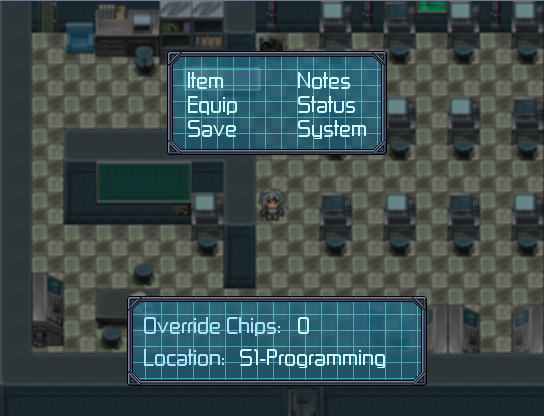 Item Notes
Equip Status
Save System
Override Chips: 0
Location: S1-Programming